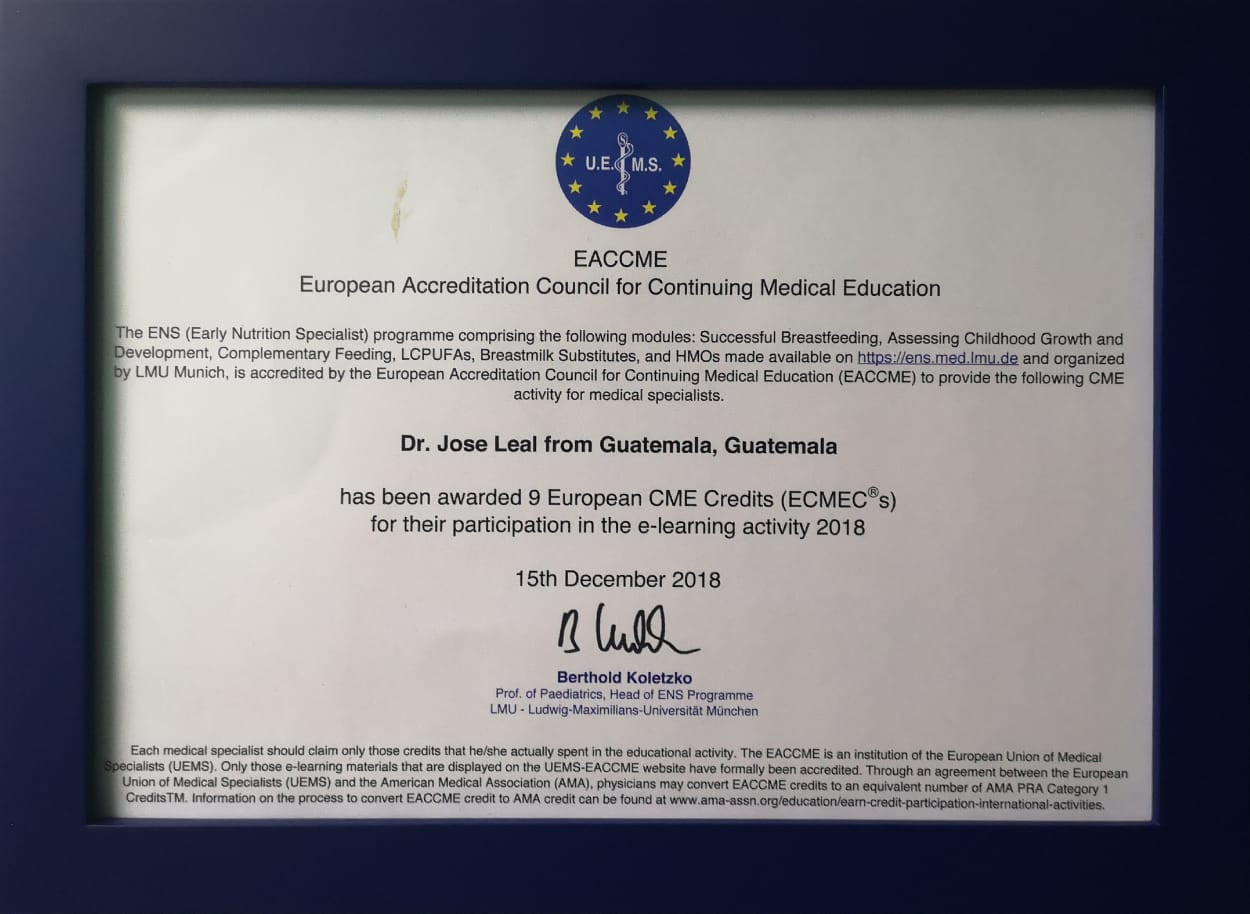 U.E. M.S.
EACCME
European Accreditation Council for Continuing Medical Education
The ENS (Early Nutrition Specialist) programme comprising the following modules: Successful Breastfeeding, Assessing Childhood Growth and
Development, Complementary Feeding, LCPUFAs, Breastmilk Substitutes, and HMOs made available on https://ens.med.lmu.de and organized
by LMU Munich, is accredited by the European Accreditation Council for Continuing Medical Education (EACCME) to provide the following CME
activity for medical specialists.
Dr. Jose Leal from Guatemala, Guatemala
has been awarded 9 European CME Credits (ECMEC®s)
for their participation in the e-learning activity 2018
15th December 2018
Berthold Koletzko
Prof. of Paediatrics, Head of ENS Programme
LMU - Ludwig-Maximilians-Universität München
Each medical specialist should claim only those credits that he/she actually spent in the educational activity. The EACCME is an institution of the European Union of Medical
Specialists (UEMS). Only those e-learning materials that are displayed on the UEMS-EACCME website have formally been accredited. Through an agreement between the European
Union of Medical Specialists (UEMS) and the American Medical Association (AMA), physicians may convert EACCME credits to an equivalent number of AMA PRA Category 1
CreditsTM. Information on the process to convert EACCME credit to AMA credit can be found at www.ama-assn.org/education/earn-credit-participation-international-activities.